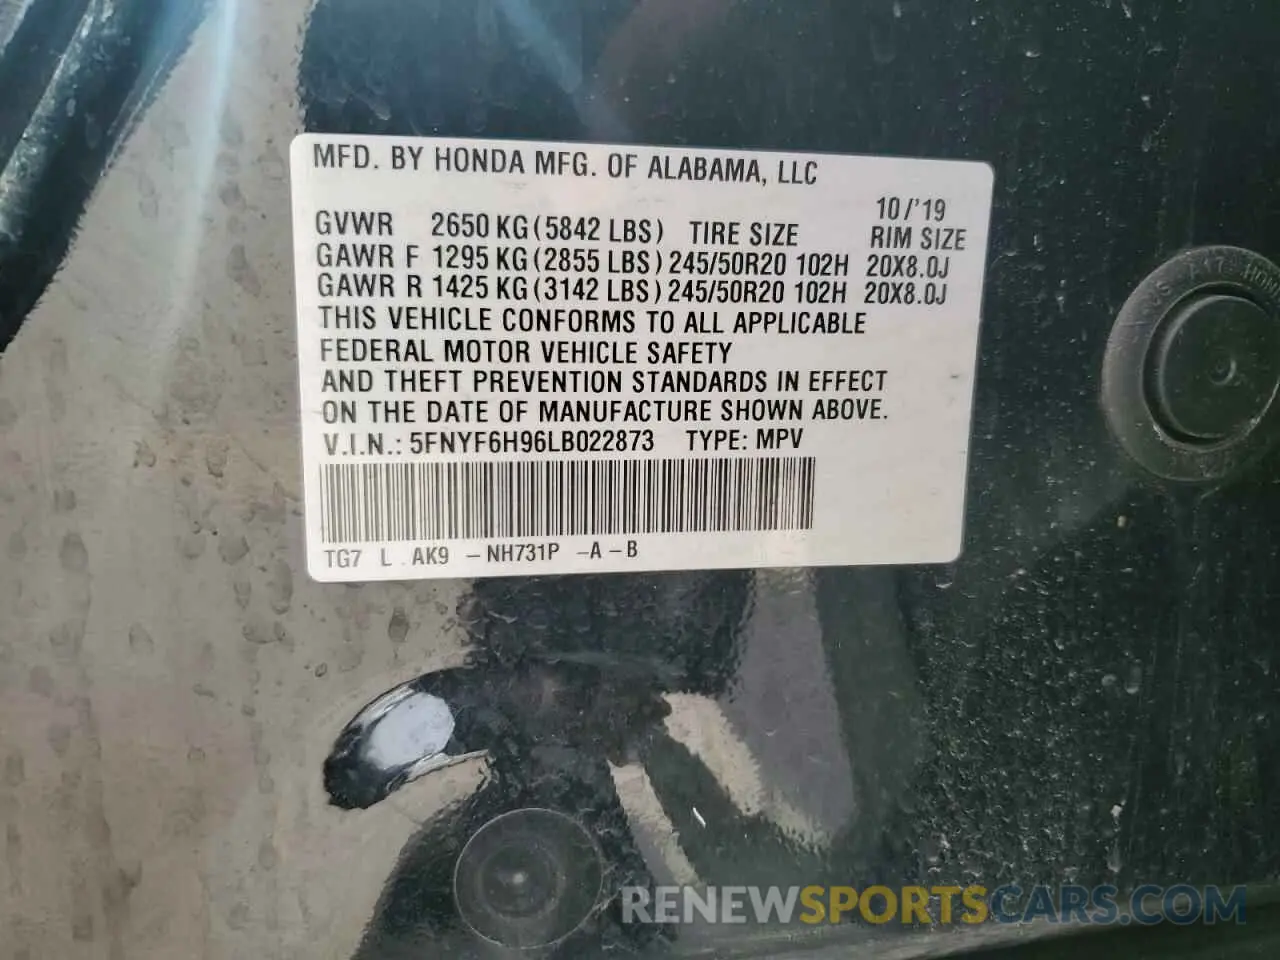 MFD. BY HONDA MFG. OF ALABAMA, LLC
10/'19
GVWR 2650 KG (5842 LBS) TIRE SIZE RIM SIZE
GAWR F 1295 KG (2855 LBS) 245/50R20 102H 20X8.0J
GAWR R 1425 KG (3142 LBS) 245/50R20 102H 20X8.0J
THIS VEHICLE CONFORMS TO ALL APPLICABLE
FEDERAL MOTOR VEHICLE SAFETY
AND THEFT PREVENTION STANDARDS IN EFFECT
ON THE DATE OF MANUFACTURE SHOWN ABOVE.
V.I.N.: 5FNYF6H96LB022873 TYPE: MPV
TG7 L AK9 -NH731P -A-B
RENEWSPORTSCARS.COM